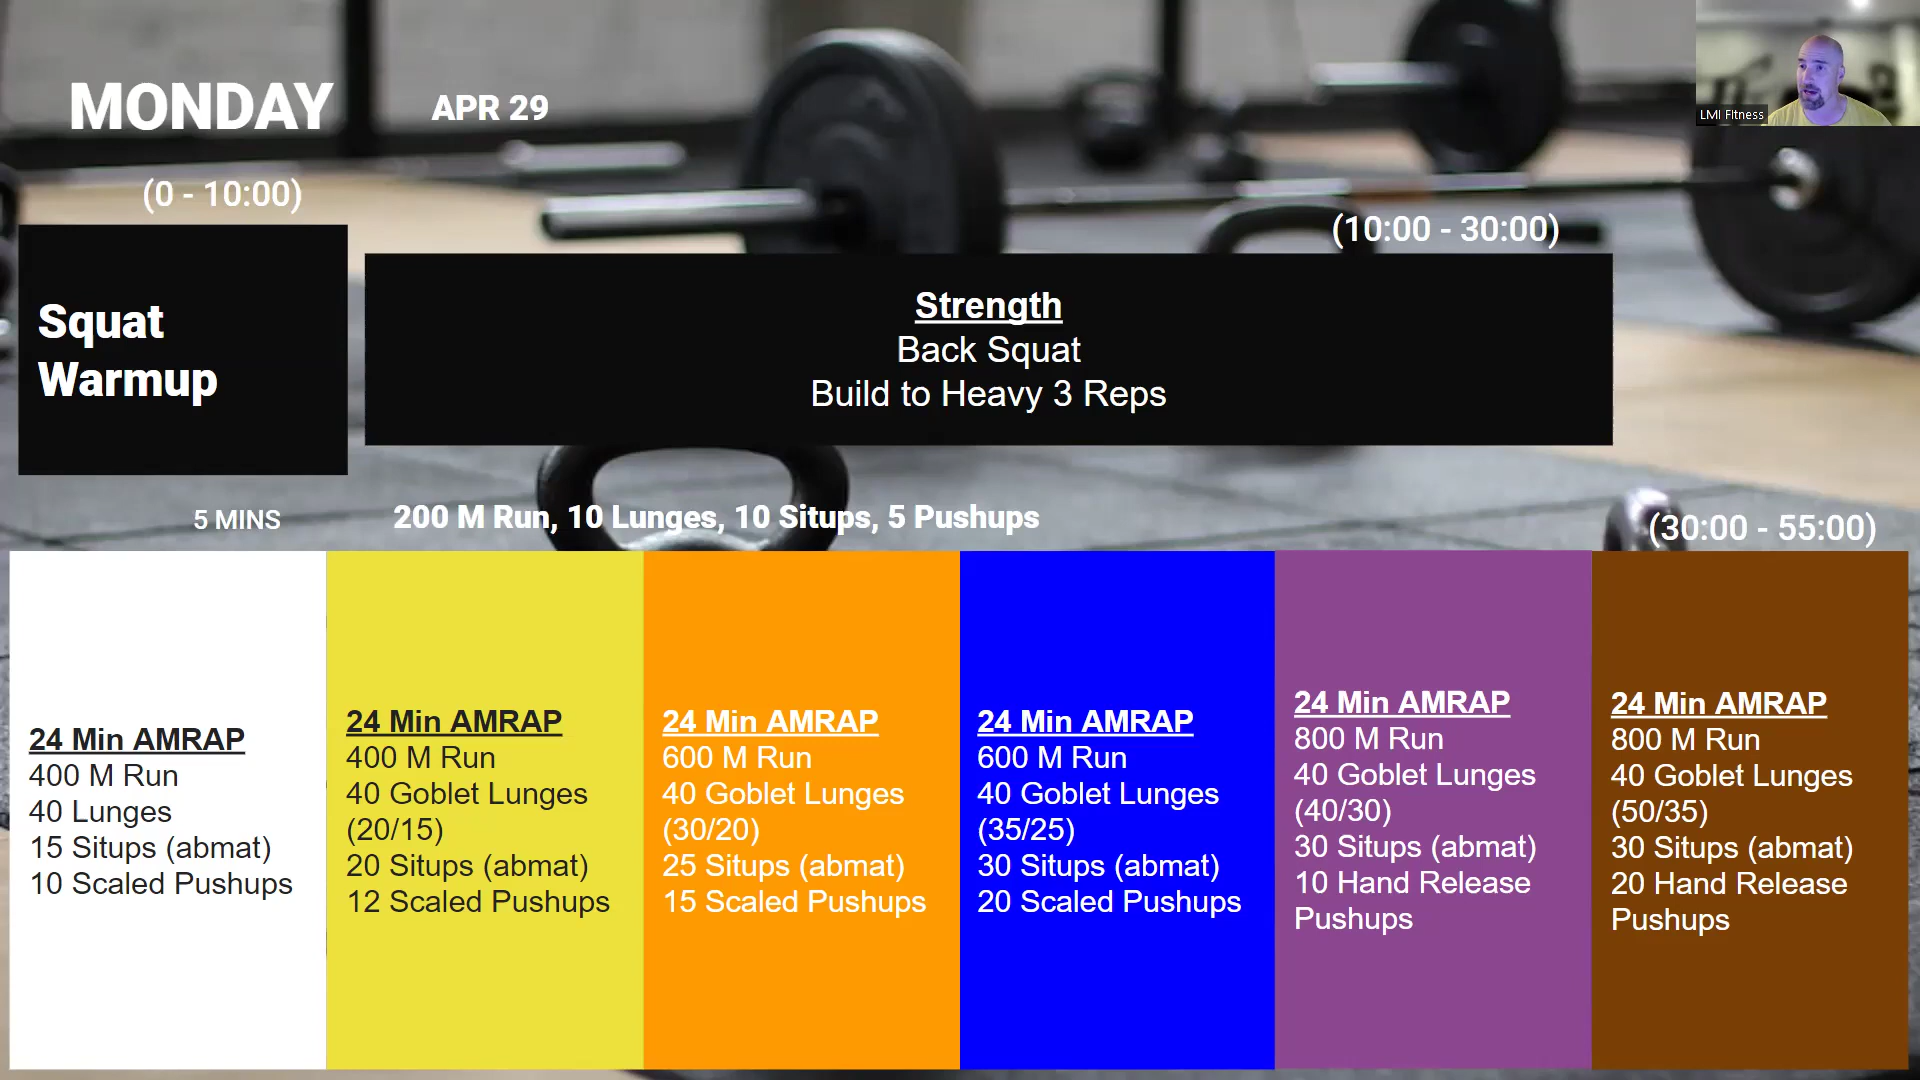 MONDAY
APR 29
LMI FItness
(0 - 10:00)
(10:00 - 30:00)
Squat
Warmup
Strength
Back Squat
Build to Heavy 3 Reps
5 MINS
200 M Run, 10 Lunges, 10 Situps, 5 Pushups
(30:00 - 55:00)
24 Min AMRAP
400 M Run
40 Lunges
15 Situps (abmat)
10 Scaled Pushups
24 Min AMRAP
400 M Run
40 Goblet Lunges
(20/15)
20 Situps (abmat)
12 Scaled Pushups
24 Min AMRAP
600 M Run
40 Goblet Lunges
(30/20)
25 Situps (abmat)
15 Scaled Pushups
24 Min AMRAP
600 M Run
40 Goblet Lunges
(35/25)
30 Situps (abmat)
20 Scaled Pushups
24 Min AMRAP
800 M Run
40 Goblet Lunges
(40/30)
30 Situps (abmat)
10 Hand Release
Pushups
24 Min AMRAP
800 M Run
40 Goblet Lunges
(50/35)
30 Situps (abmat)
20 Hand Release
Pushups